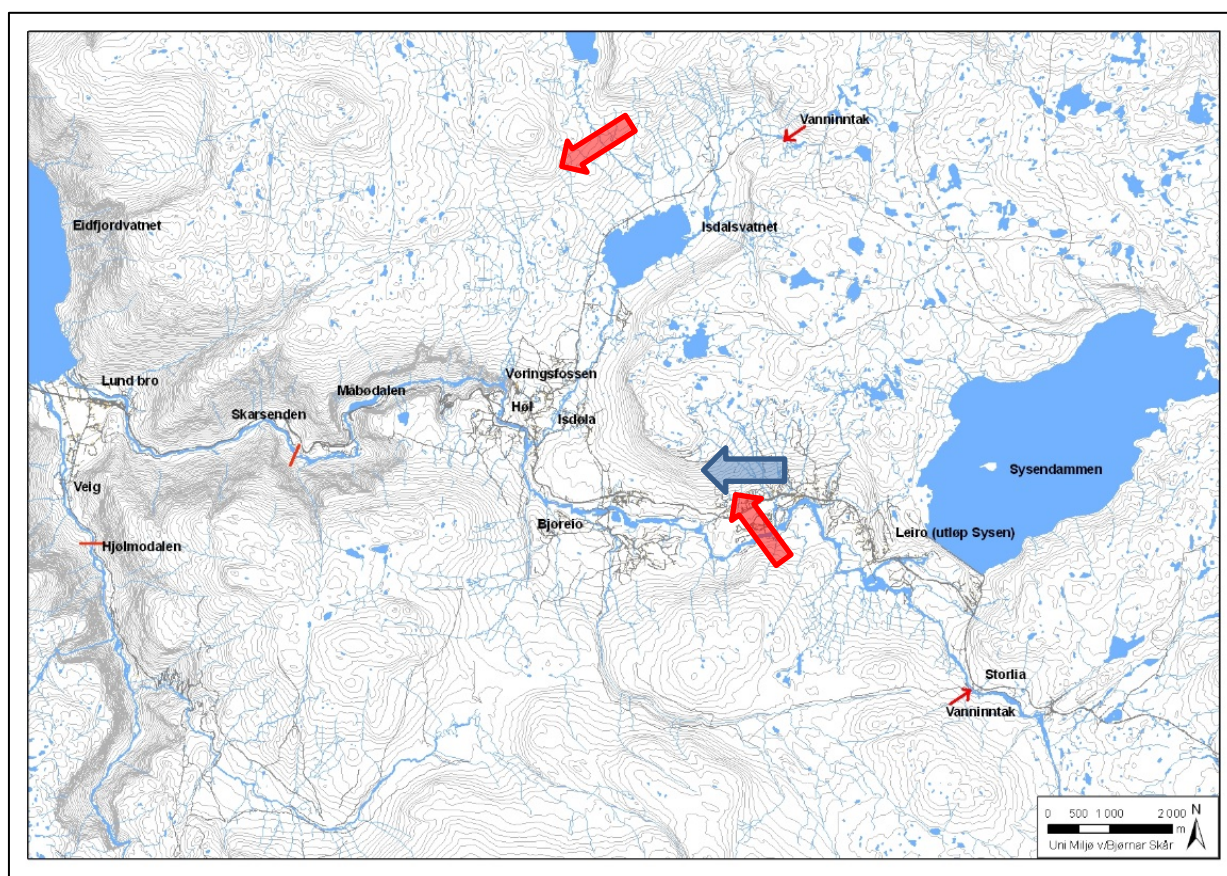 Vanninntak
Eidfjordvatnet
Isdalsvatnet
Vøringsfossen
Lund bro
Måbødalen
Høl
Skarsenden
Isdøla
Sysendammen
Veig
Bjoreio
Leiro (utløp Sysen)
Hjølmodalen
Storlia
Vanninntak
0 500 1 000 2 000
m
N
Uni Miljø v/Bjørnar Skår